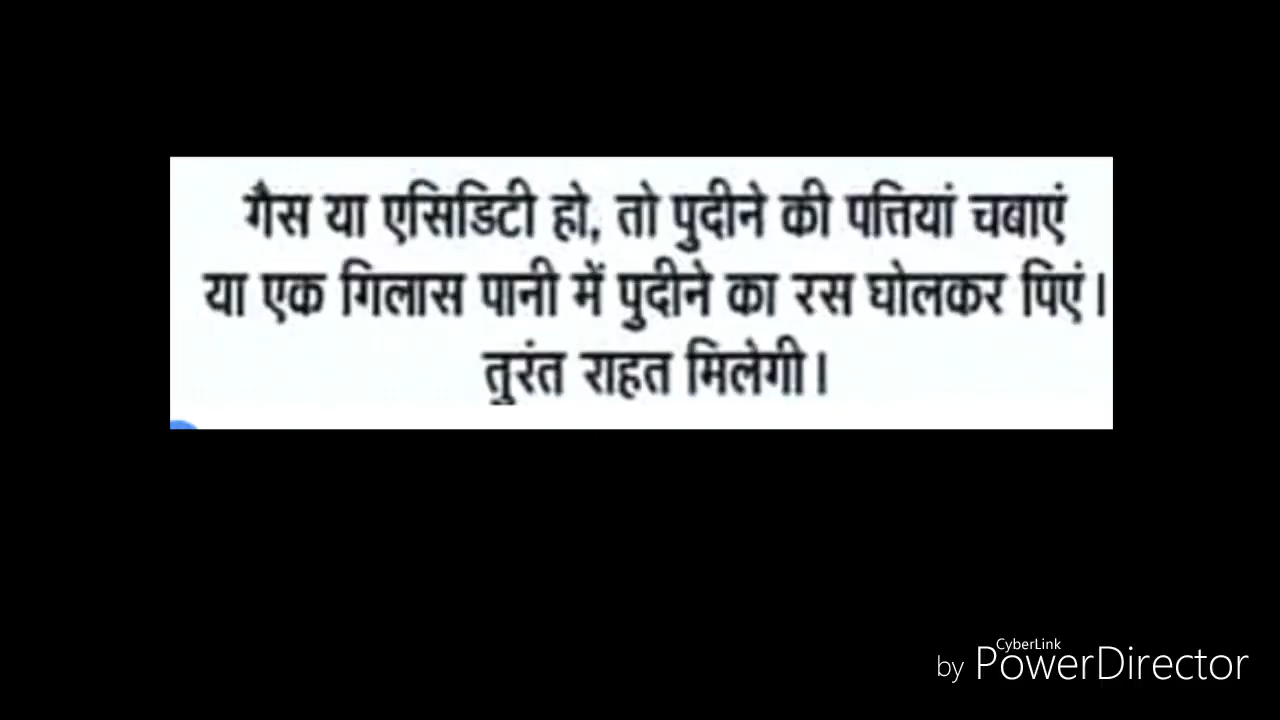 गैस या एसिडिटी हो, तो पुदीने की पत्तियां चबाएं
या एक गिलास पानी में पुदीने का रस घोलकर पिएं।
तुरंत राहत मिलेगी।
CyberLink
by PowerDirector